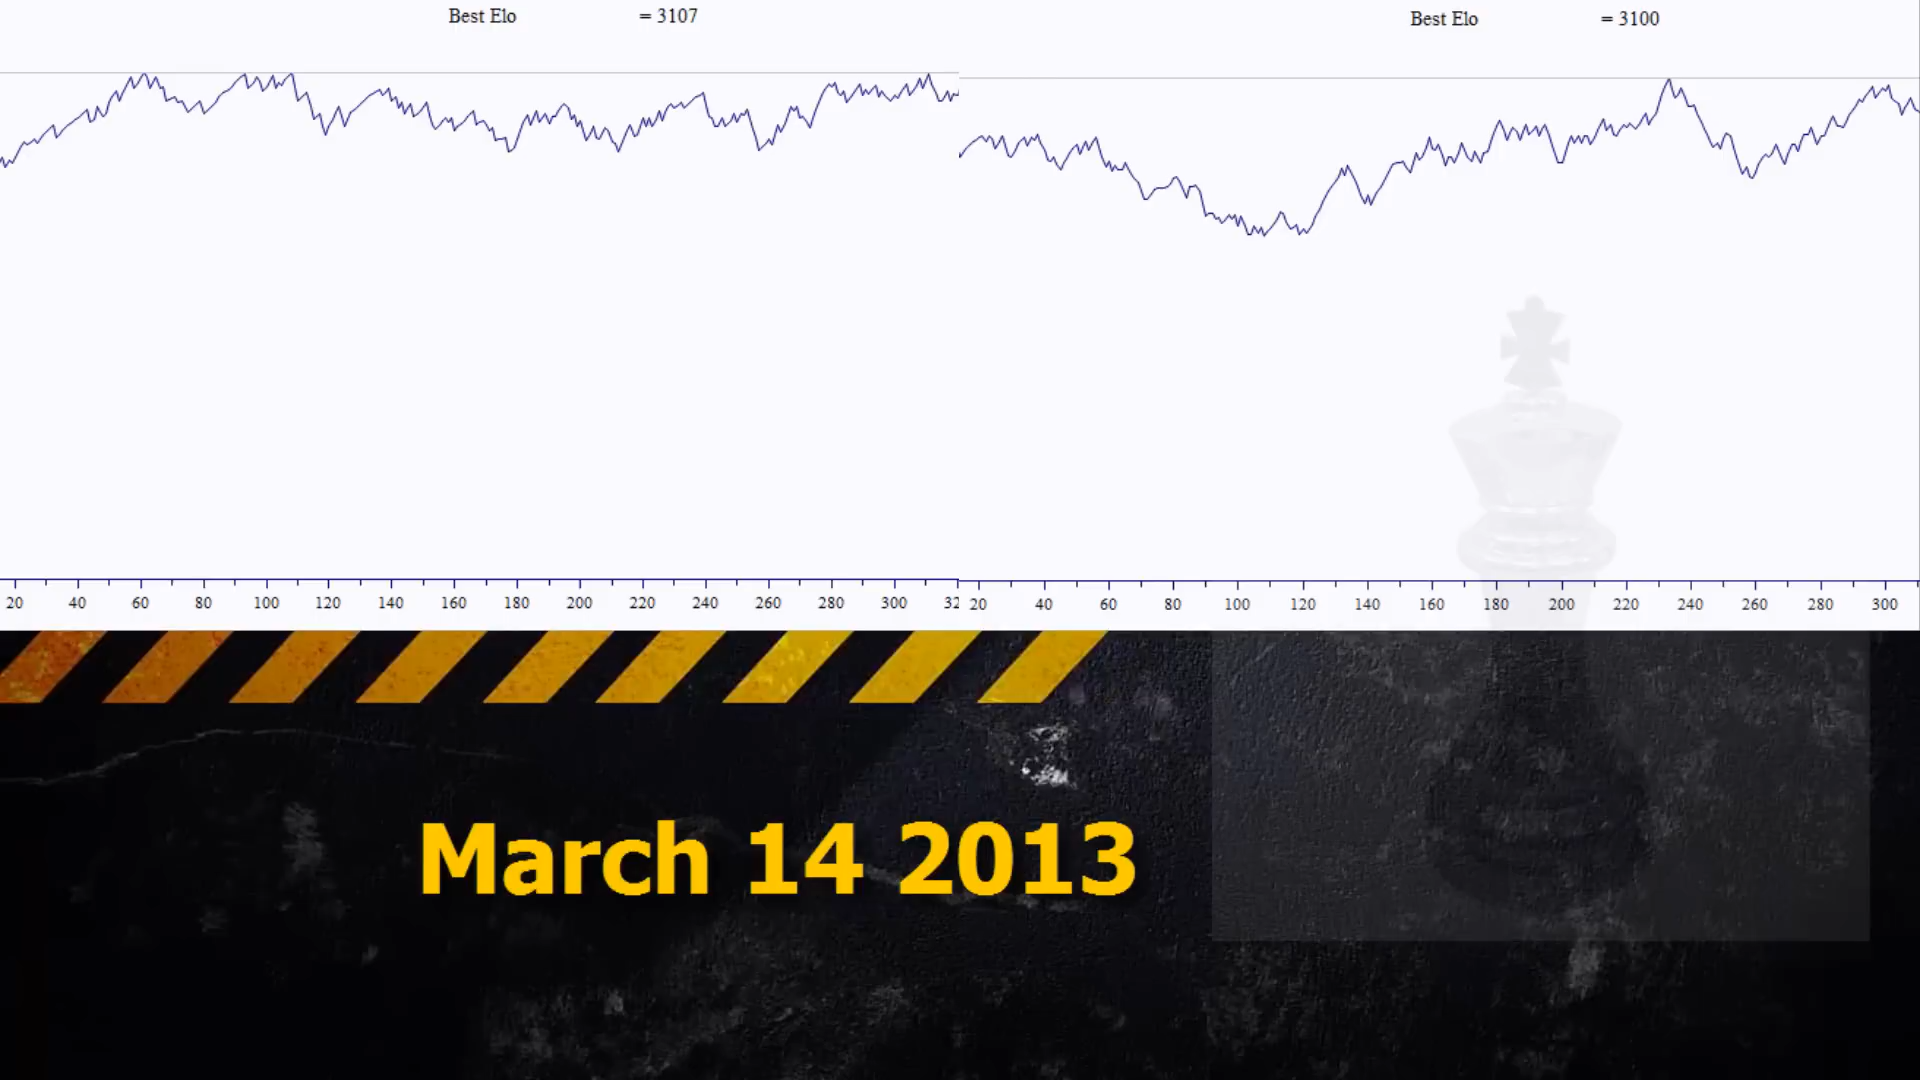 Best Elo = 3107
Best Elo = 3100
20 40 60 80 100 120 140 160 180 200 220 240 260 280 300 32
20 40 60 80 100 120 140 160 180 200 220 240 260 280 300
March 14 2013